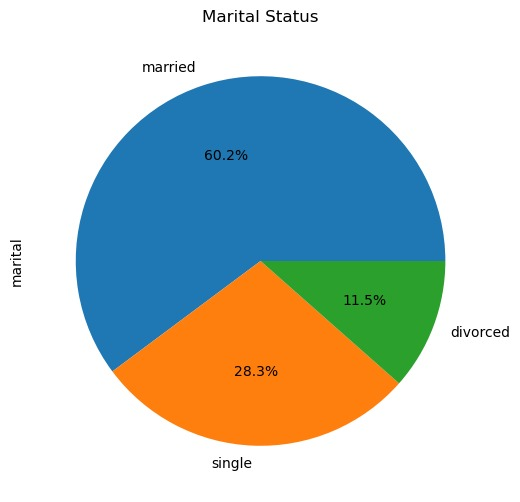 Marital Status
married
60.2%
marital
11.5%
divorced
28.3%
single